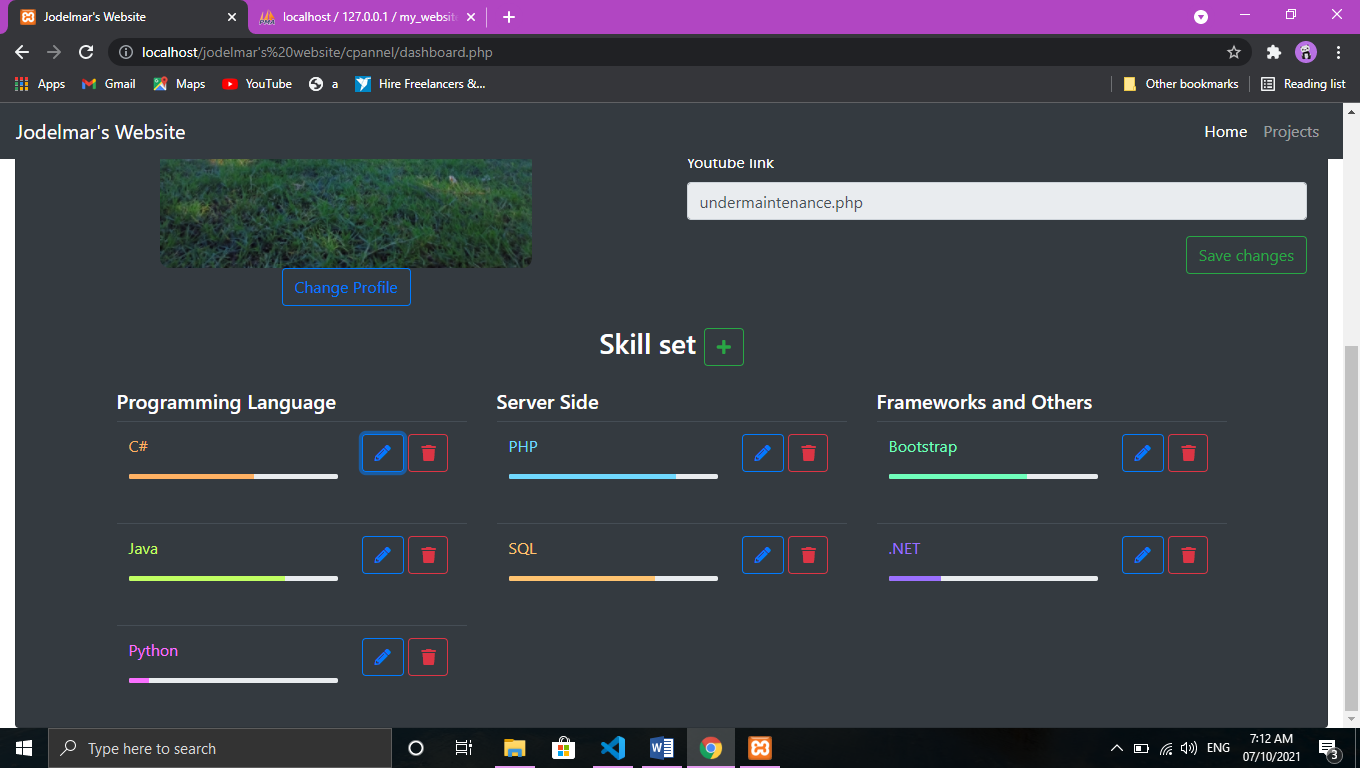 Jodelmar's Website
localhost / 127.0.0.1 / my_websit
localhost/jodelmar's%20website/cpannel/dashboard.php
Apps
Gmail
Maps
YouTube
a
Hire Freelancers &...
Other bookmarks
Reading list
Jodelmar's Website
Home
Projects
Youtube link
undermaintenance.php
Save changes
Change Profile
Skill set +
Programming Language
Server Side
Frameworks and Others
C#
PHP
Bootstrap
Java
SQL
.NET
Python
Type here to search
ENG
7:12 AM
07/10/2021
3